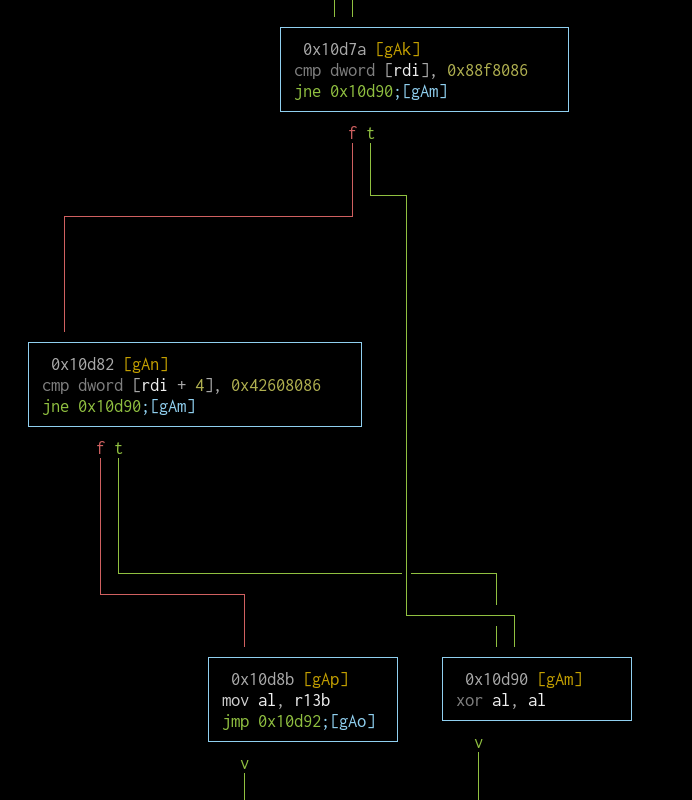 0x10d7a [gAk]
cmp dword [rdi], 0x88f8086
jne 0x10d90;[gAm]
f t
0x10d82 [gAn]
cmp dword [rdi + 4], 0x42608086
jne 0x10d90;[gAm]
f t
0x10d8b [gAp]
mov al, r13b
jmp 0x10d92;[gAo]
v
0x10d90 [gAm]
xor al, al
v